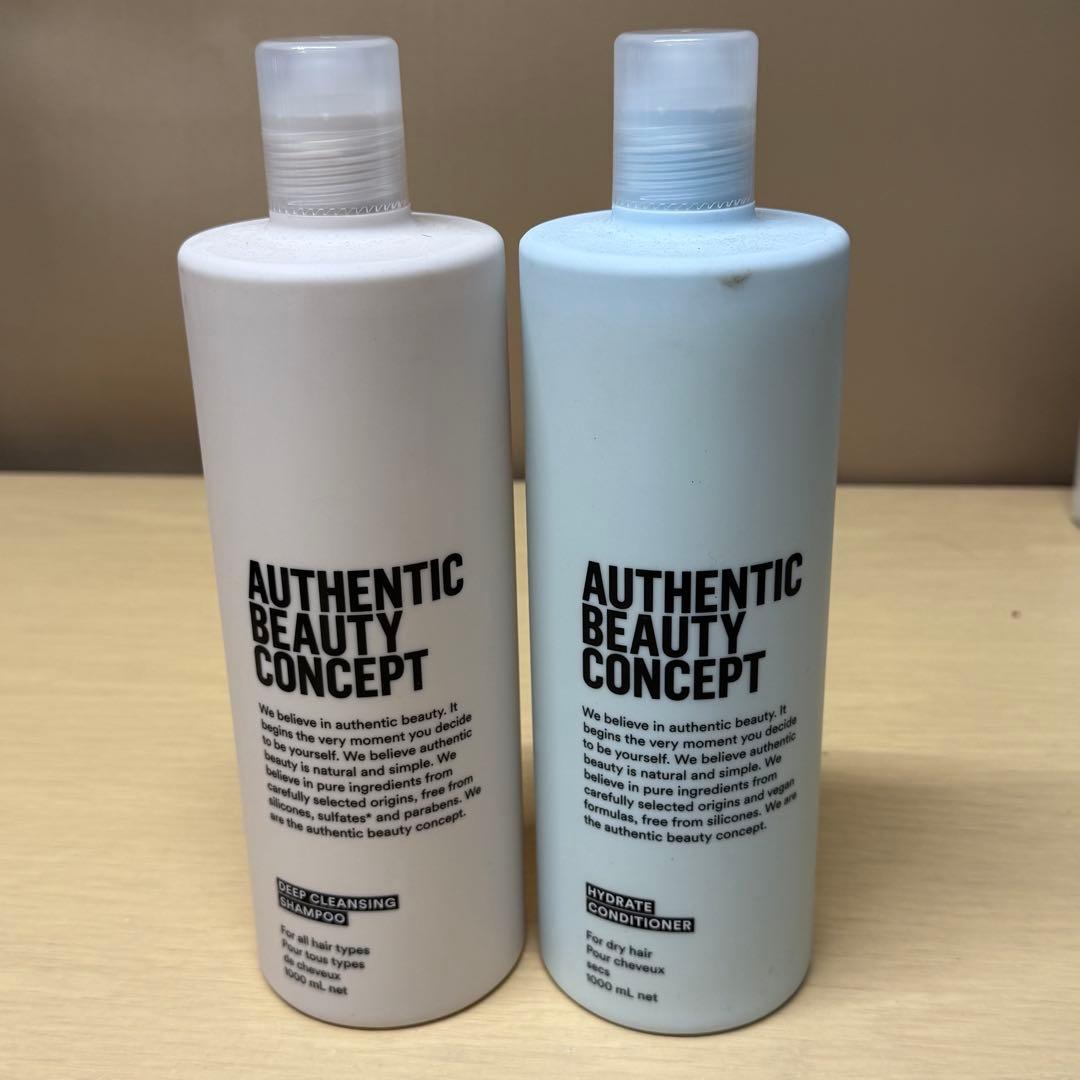 AUTHENTIC
BEAUTY
CONCEPT
We believe in authentic beauty. It
begins the very moment you decide
to be yourself. We believe authentic
beauty is natural and simple. We
believe in pure ingredients from
carefully selected origins, free from
silicones, sulfates* and parabens. We
are the authentic beauty concept.
DEEP CLEANSING
SHAMPOO
For all hair types
Pour tous types
de cheveux
1000 mL net
AUTHENTIC
BEAUTY
CONCEPT
We believe in authentic beauty. It
begins the very moment you decide
to be yourself. We believe authentic
beauty is natural and simple. We
believe in pure ingredients from
carefully selected origins and vegan
formulas, free from silicones. We are
the authentic beauty concept.
HYDRATE
CONDITIONER
For dry hair
Pour cheveux
secs
1000 mL net